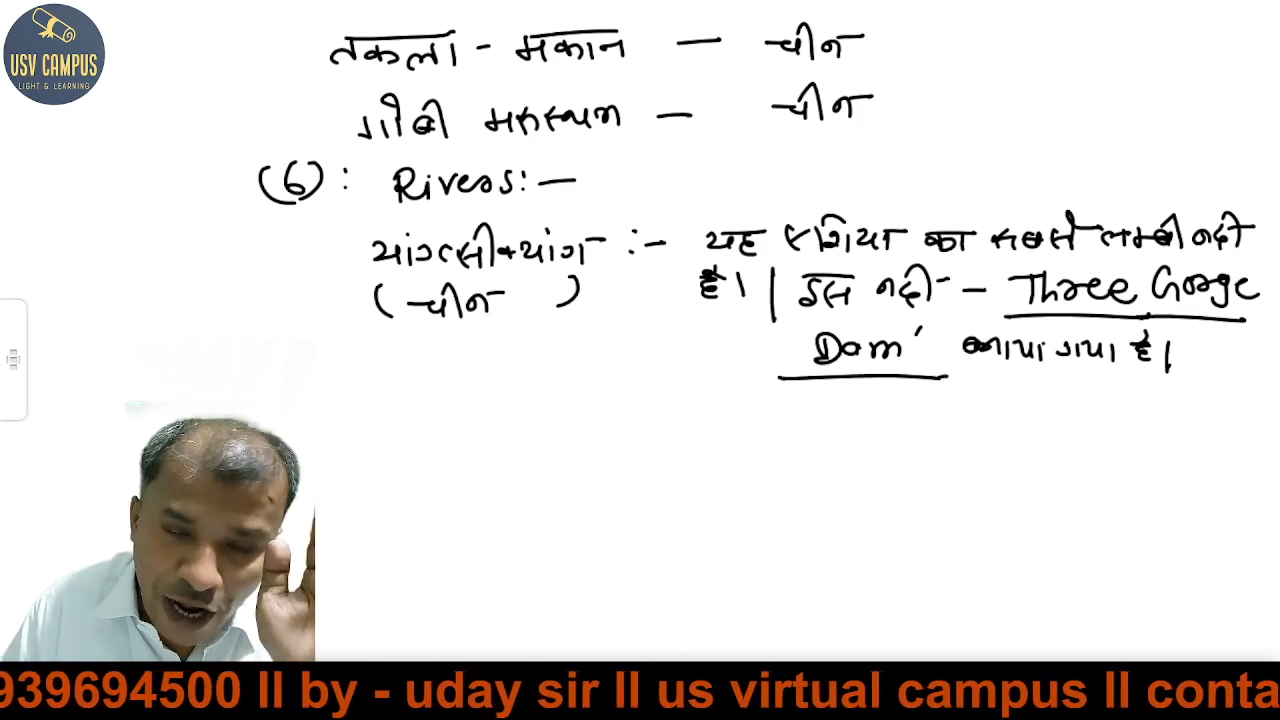 USV CAMPUS
LIGHT & LEARNING
तकला - मकान — चीन
गोबी मरुस्थल — चीन
(6) : Rivers :—
यांगत्सीक्यांग :- यह एशिया का सबसे लम्बी नदी
(चीन) है। | इस नदी - Three Gorge
Dam' बनाया गया है।
939694500 ll by - uday sir ll us virtual campus ll conta